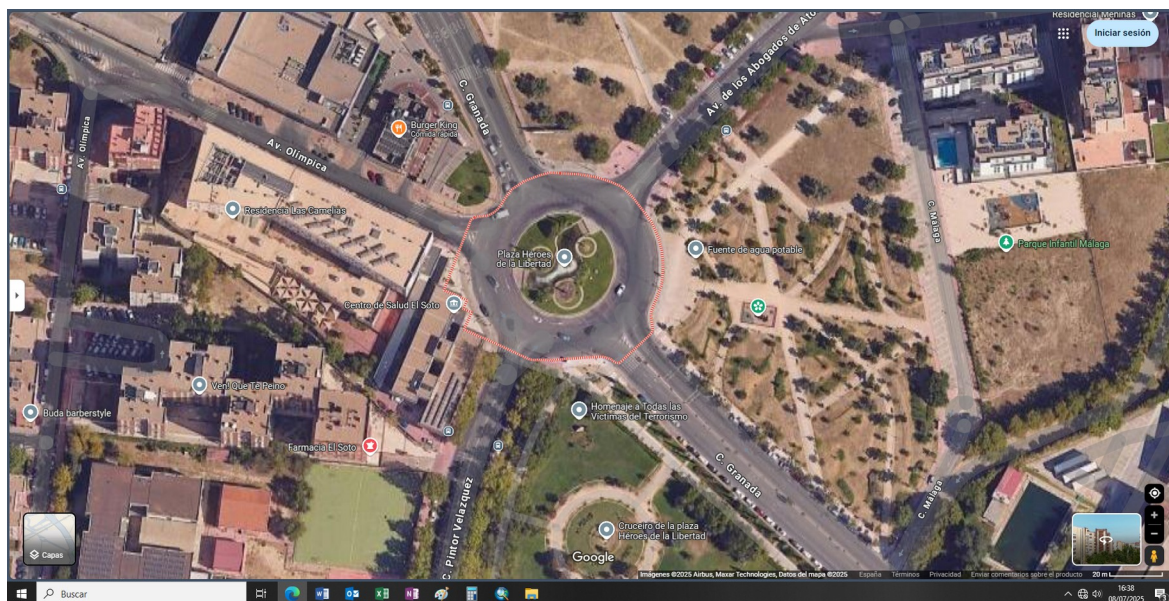 Residencial Meninas
Iniciar sesión
Av. de los Abogados de Ato
C. Granada
Burger King
Comida rápida
Av. Olímpica
Av. Olímpica
Residencia Las Camelias
C. Málaga
Parque Infantil Málaga
Plaza Héroes
de la Libertad
Fuente de agua potable
Centro de Salud El Soto
Ven! Que Te Peino
Buda barberstyle
Homenaje a Todas las
Víctimas del Terrorismo
Farmacia El Soto
C. Granada
C. Pintor Velazquez
C. Málaga
Cruceiro de la plaza
Héroes de la Libertad
Capas
Google
Imágenes ©2025 Airbus, Maxar Technologies, Datos del mapa ©2025 España Términos Privacidad Enviar comentarios sobre el producto 20 m
Buscar
16:38
08/07/2025